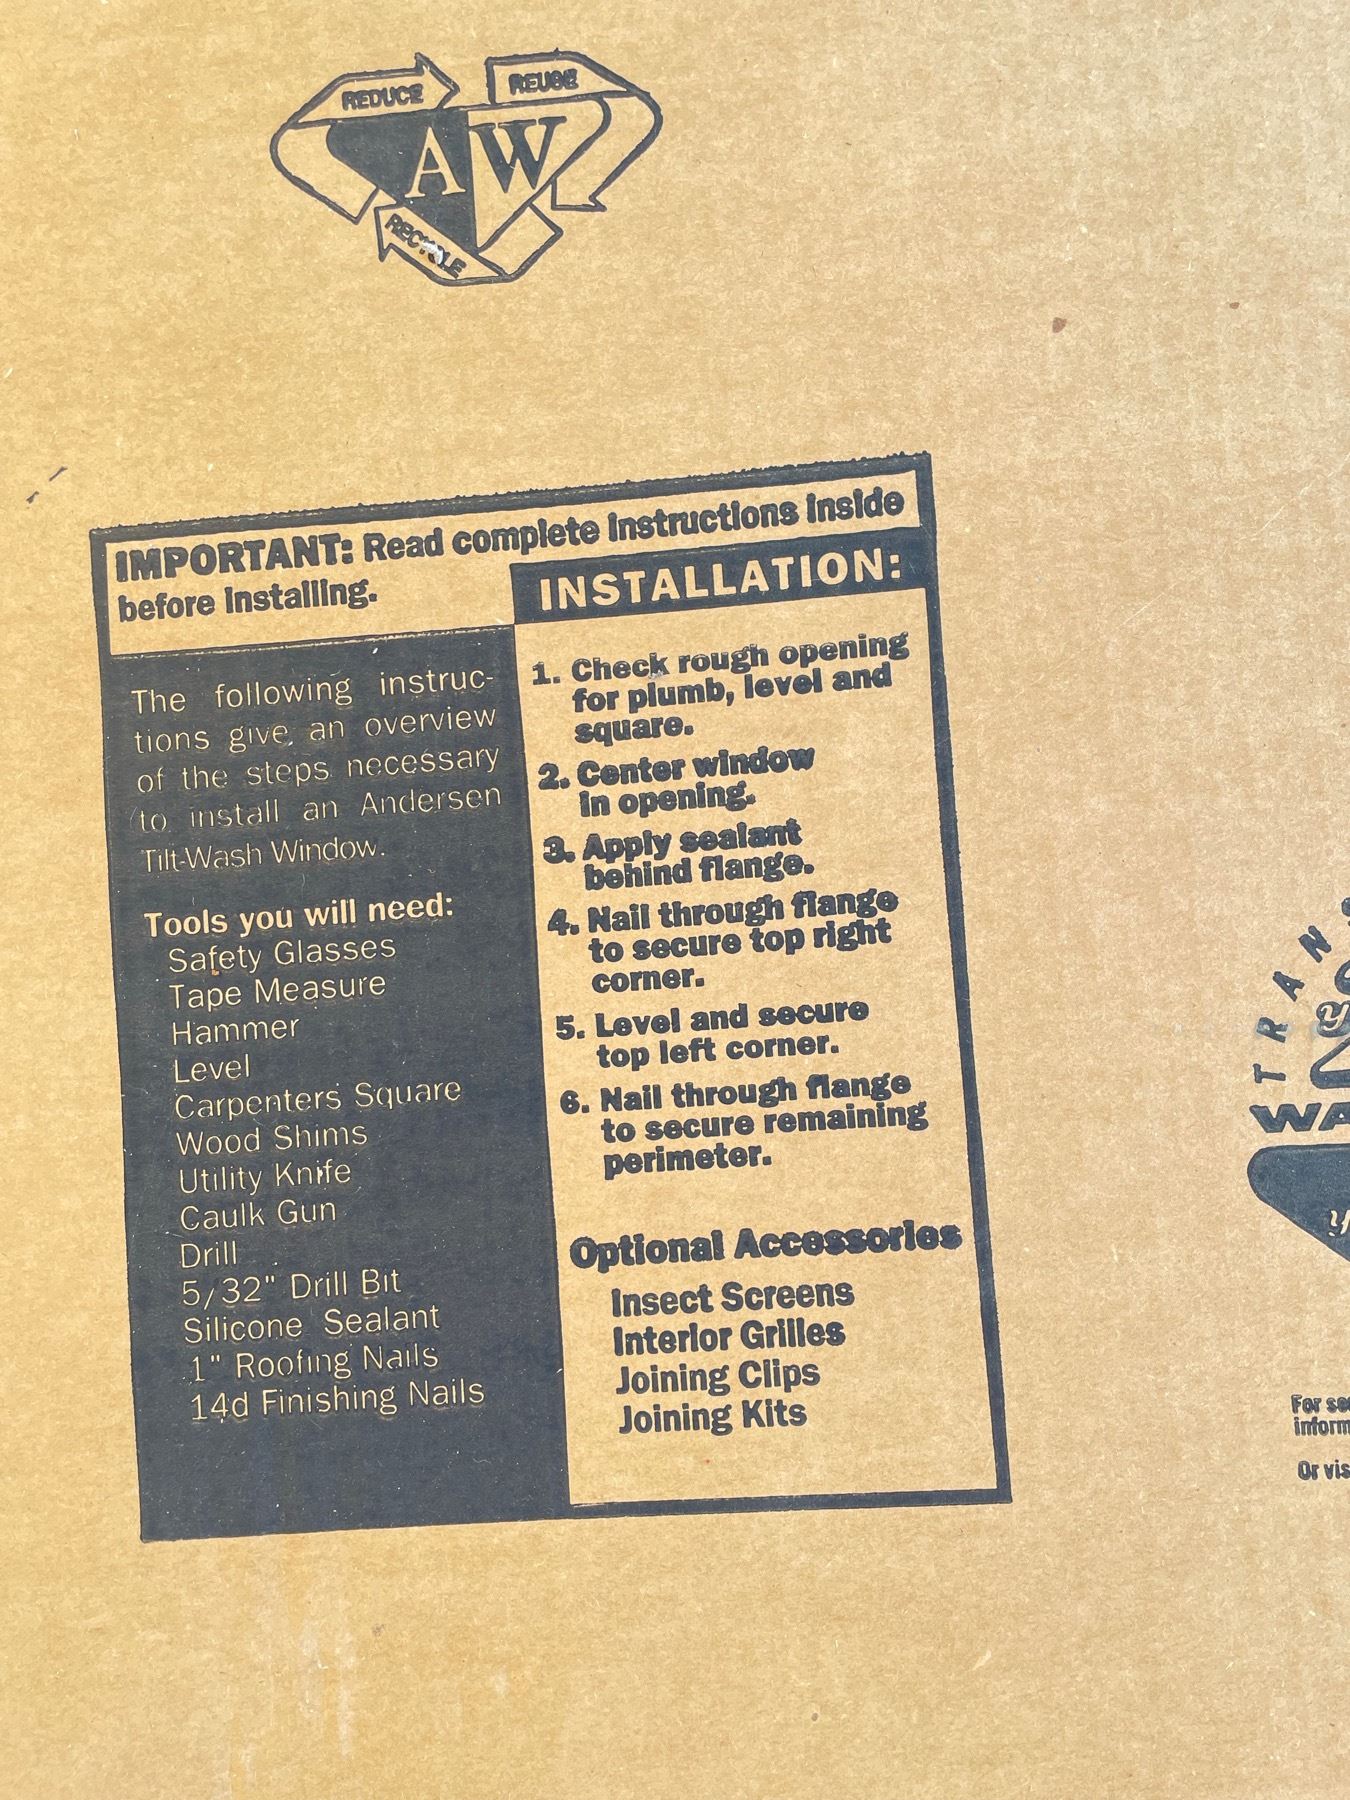 REDUCE
REUSE
AW
RECYCLE
IMPORTANT: Read complete instructions inside
before installing.
The following instruc-
tions give an overview
of the steps necessary
to install an Andersen
Tilt-Wash Window.
Tools you will need:
Safety Glasses
Tape Measure
Hammer
Level
Carpenters Square
Wood Shims
Utility Knife
Caulk Gun
Drill
5/32" Drill Bit
Silicone Sealant
1" Roofing Nails
14d Finishing Nails
INSTALLATION:
1. Check rough opening
for plumb, level and
square.
2. Center window
in opening.
3. Apply sealant
behind flange.
4. Nail through flange
to secure top right
corner.
5. Level and secure
top left corner.
6. Nail through flange
to secure remaining
perimeter.
Optional Accessories
Insect Screens
Interior Grilles
Joining Clips
Joining Kits
TRAN
WA
For
inform
Or vis